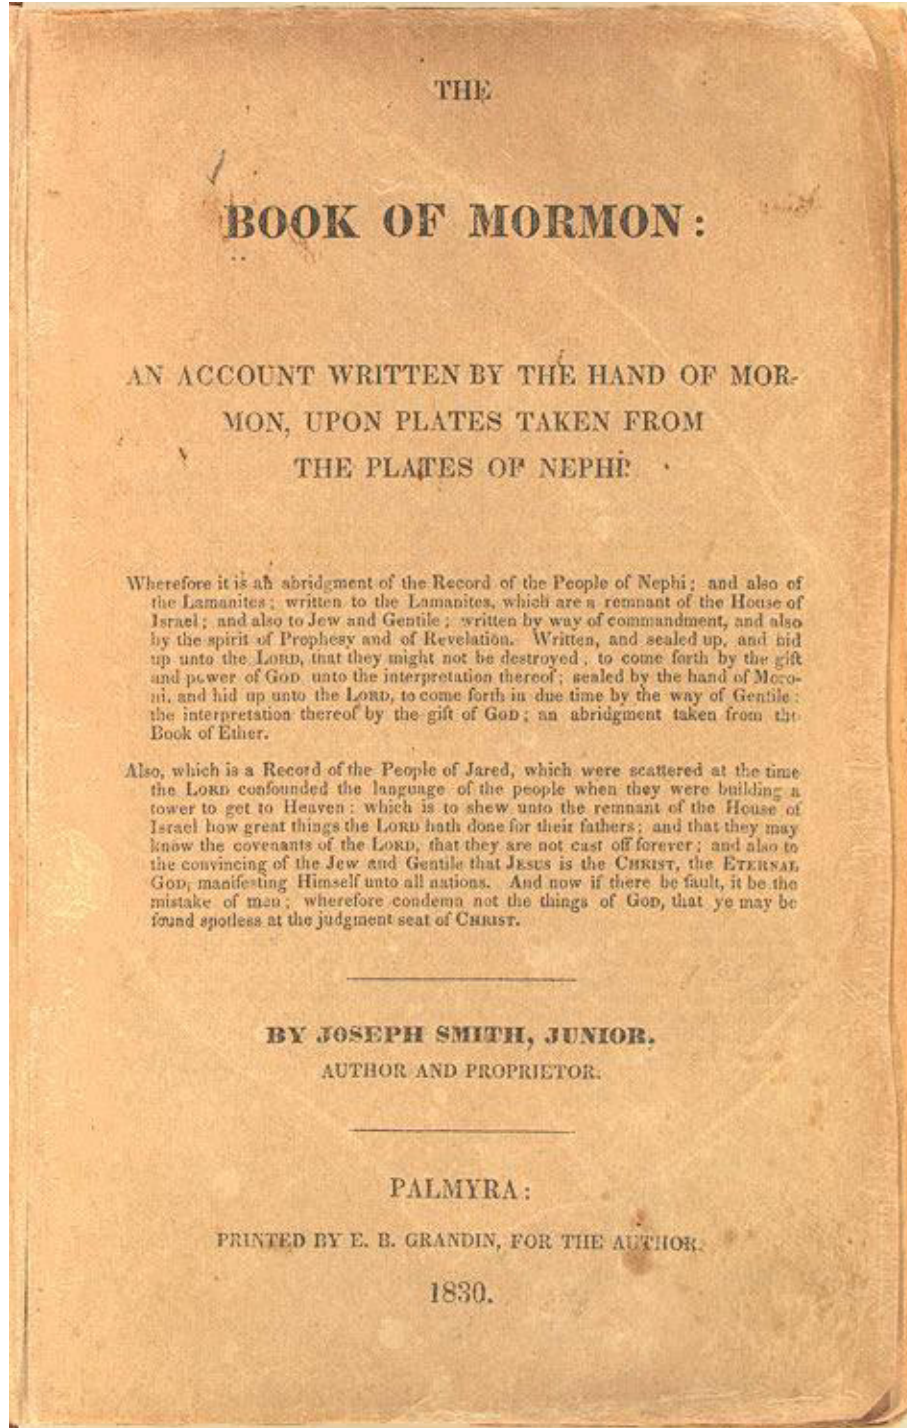 THE
BOOK OF MORMON:
AN ACCOUNT WRITTEN BY THE HAND OF MOR-
MON, UPON PLATES TAKEN FROM
THE PLATES OF NEPHI.
Wherefore it is an abridgment of the Record of the People of Nephi; and also of
the Lamanites; written to the Lamanites, which are a remnant of the House of
Israel; and also to Jew and Gentile; written by way of commandment, and also
by the spirit of Prophesy and of Revelation. Written, and sealed up, and hid
up unto the LORD, that they might not be destroyed; to come forth by the gift
and power of GOD unto the interpretation thereof; sealed by the hand of Moro-
ni, and hid up unto the LORD, to come forth in due time by the way of Gentile;
the interpretation thereof by the gift of GOD; an abridgment taken from the
Book of Ether.
Also, which is a Record of the People of Jared, which were scattered at the time
the LORD confounded the language of the people when they were building a
tower to get to Heaven: which is to shew unto the remnant of the House of
Israel how great things the LORD hath done for their fathers; and that they may
know the covenants of the LORD, that they are not cast off forever; and also to
the convincing of the Jew and Gentile that JESUS is the CHRIST, the ETERNAL
GOD, manifesting Himself unto all nations. And now if there be fault, it be the
mistake of men; wherefore condemn not the things of GOD, that ye may be
found spotless at the judgment seat of CHRIST.
BY JOSEPH SMITH, JUNIOR,
AUTHOR AND PROPRIETOR.
PALMYRA:
PRINTED BY E. B. GRANDIN, FOR THE AUTHOR.
1830.